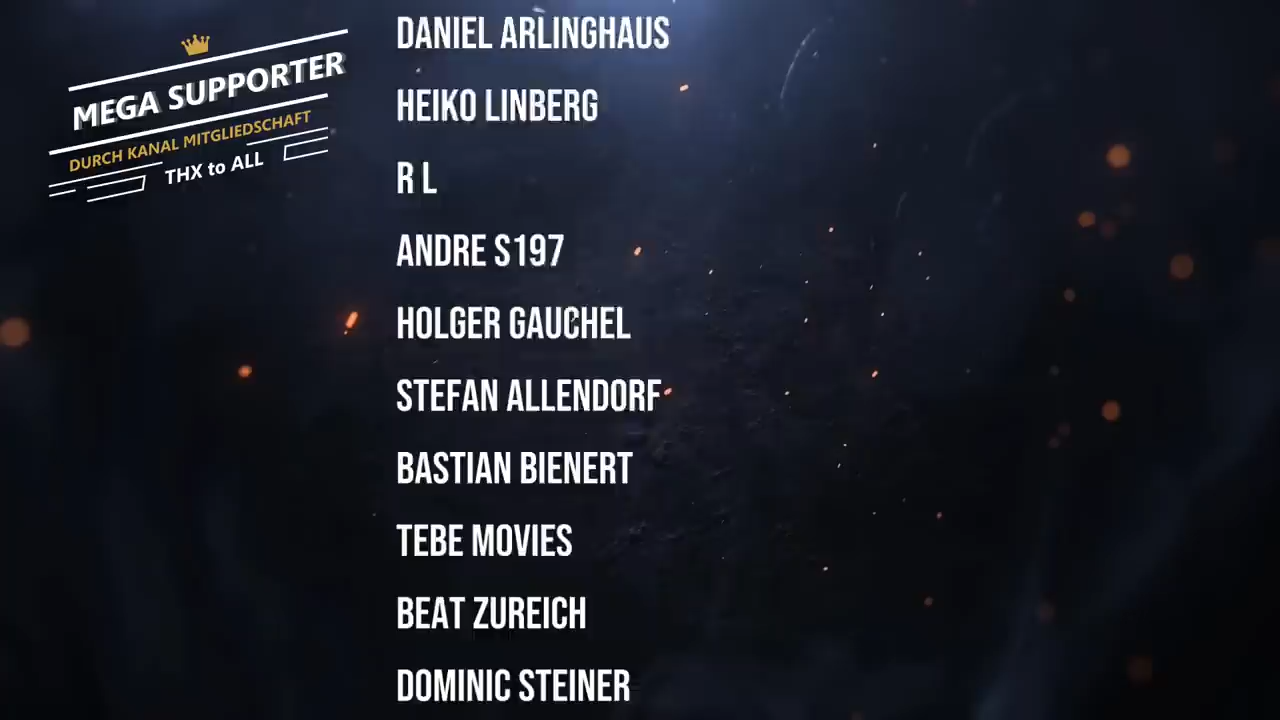 MEGA SUPPORTER
DURCH KANAL MITGLIEDSCHAFT
THX to ALL
DANIEL ARLINGHAUS
HEIKO LINBERG
R L
ANDRE S197
HOLGER GAUCHEL
STEFAN ALLENDORF
BASTIAN BIENERT
TEBE MOVIES
BEAT ZUREICH
DOMINIC STEINER